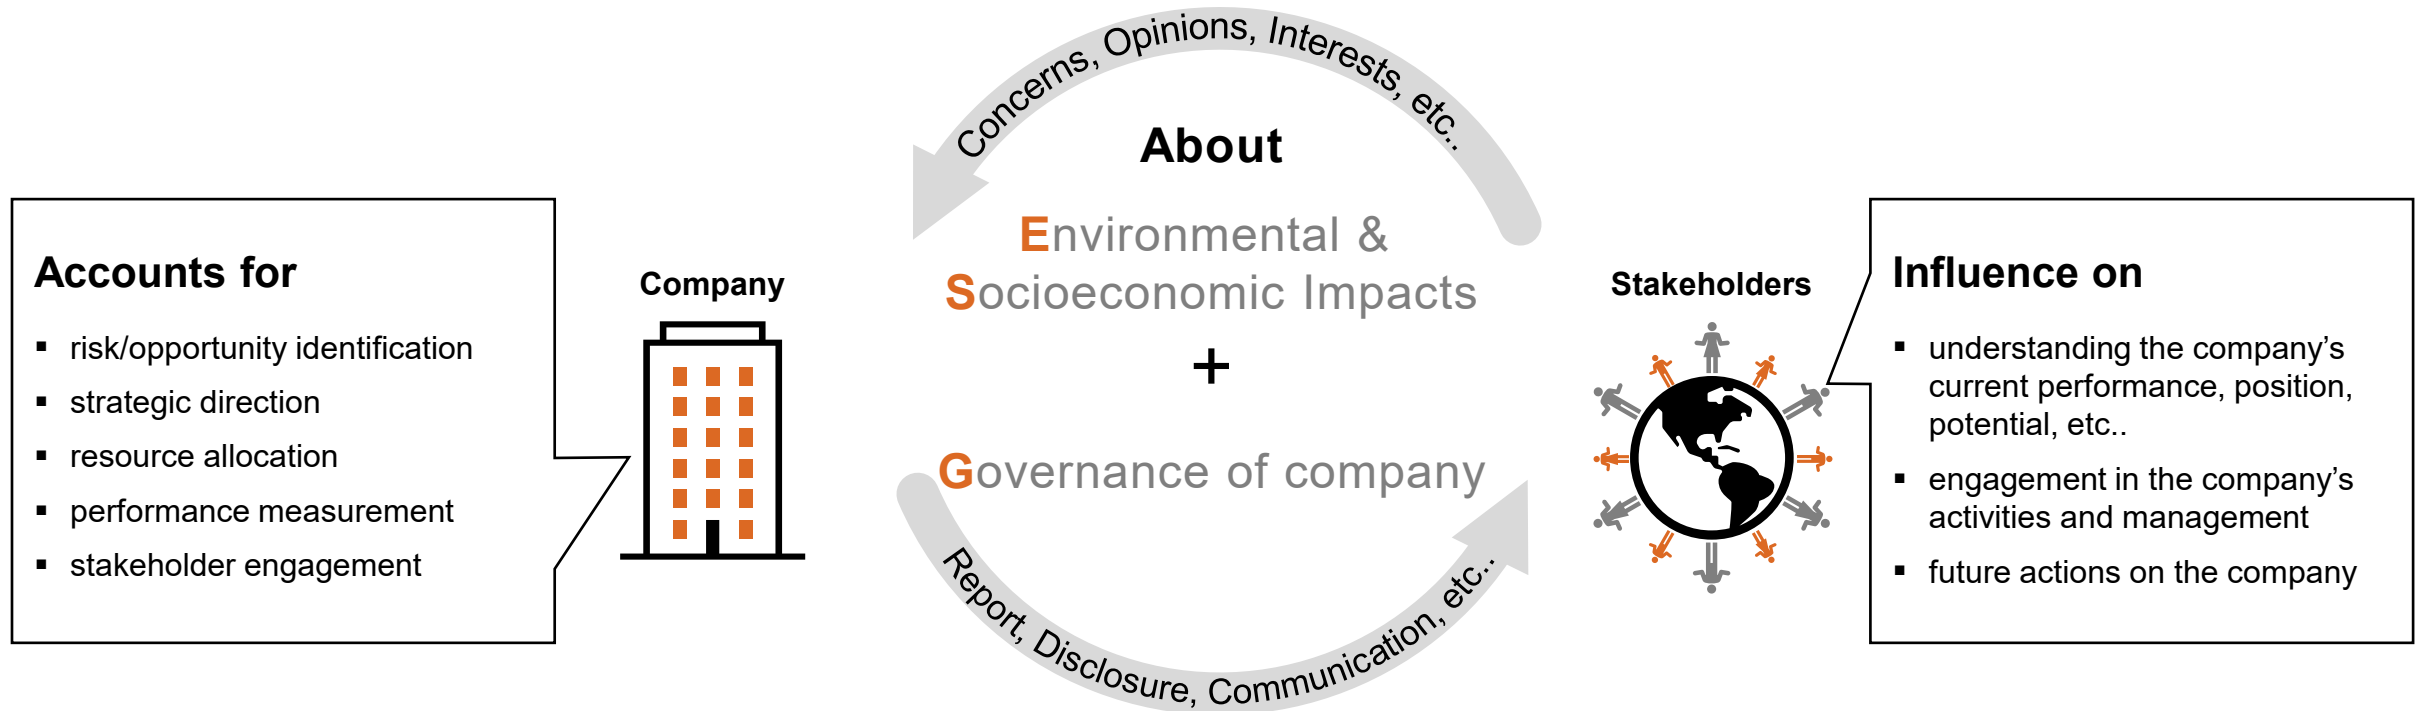 Concerns, Opinions, Interests, etc..
About
Environmental &
Socioeconomic Impacts
+
Governance of company
Report, Disclosure, Communication, etc..
Accounts for
▪ risk/opportunity identification
▪ strategic direction
▪ resource allocation
▪ performance measurement
▪ stakeholder engagement
Company
Stakeholders
Influence on
▪ understanding the company’s
current performance, position,
potential, etc..
▪ engagement in the company’s
activities and management
▪ future actions on the company